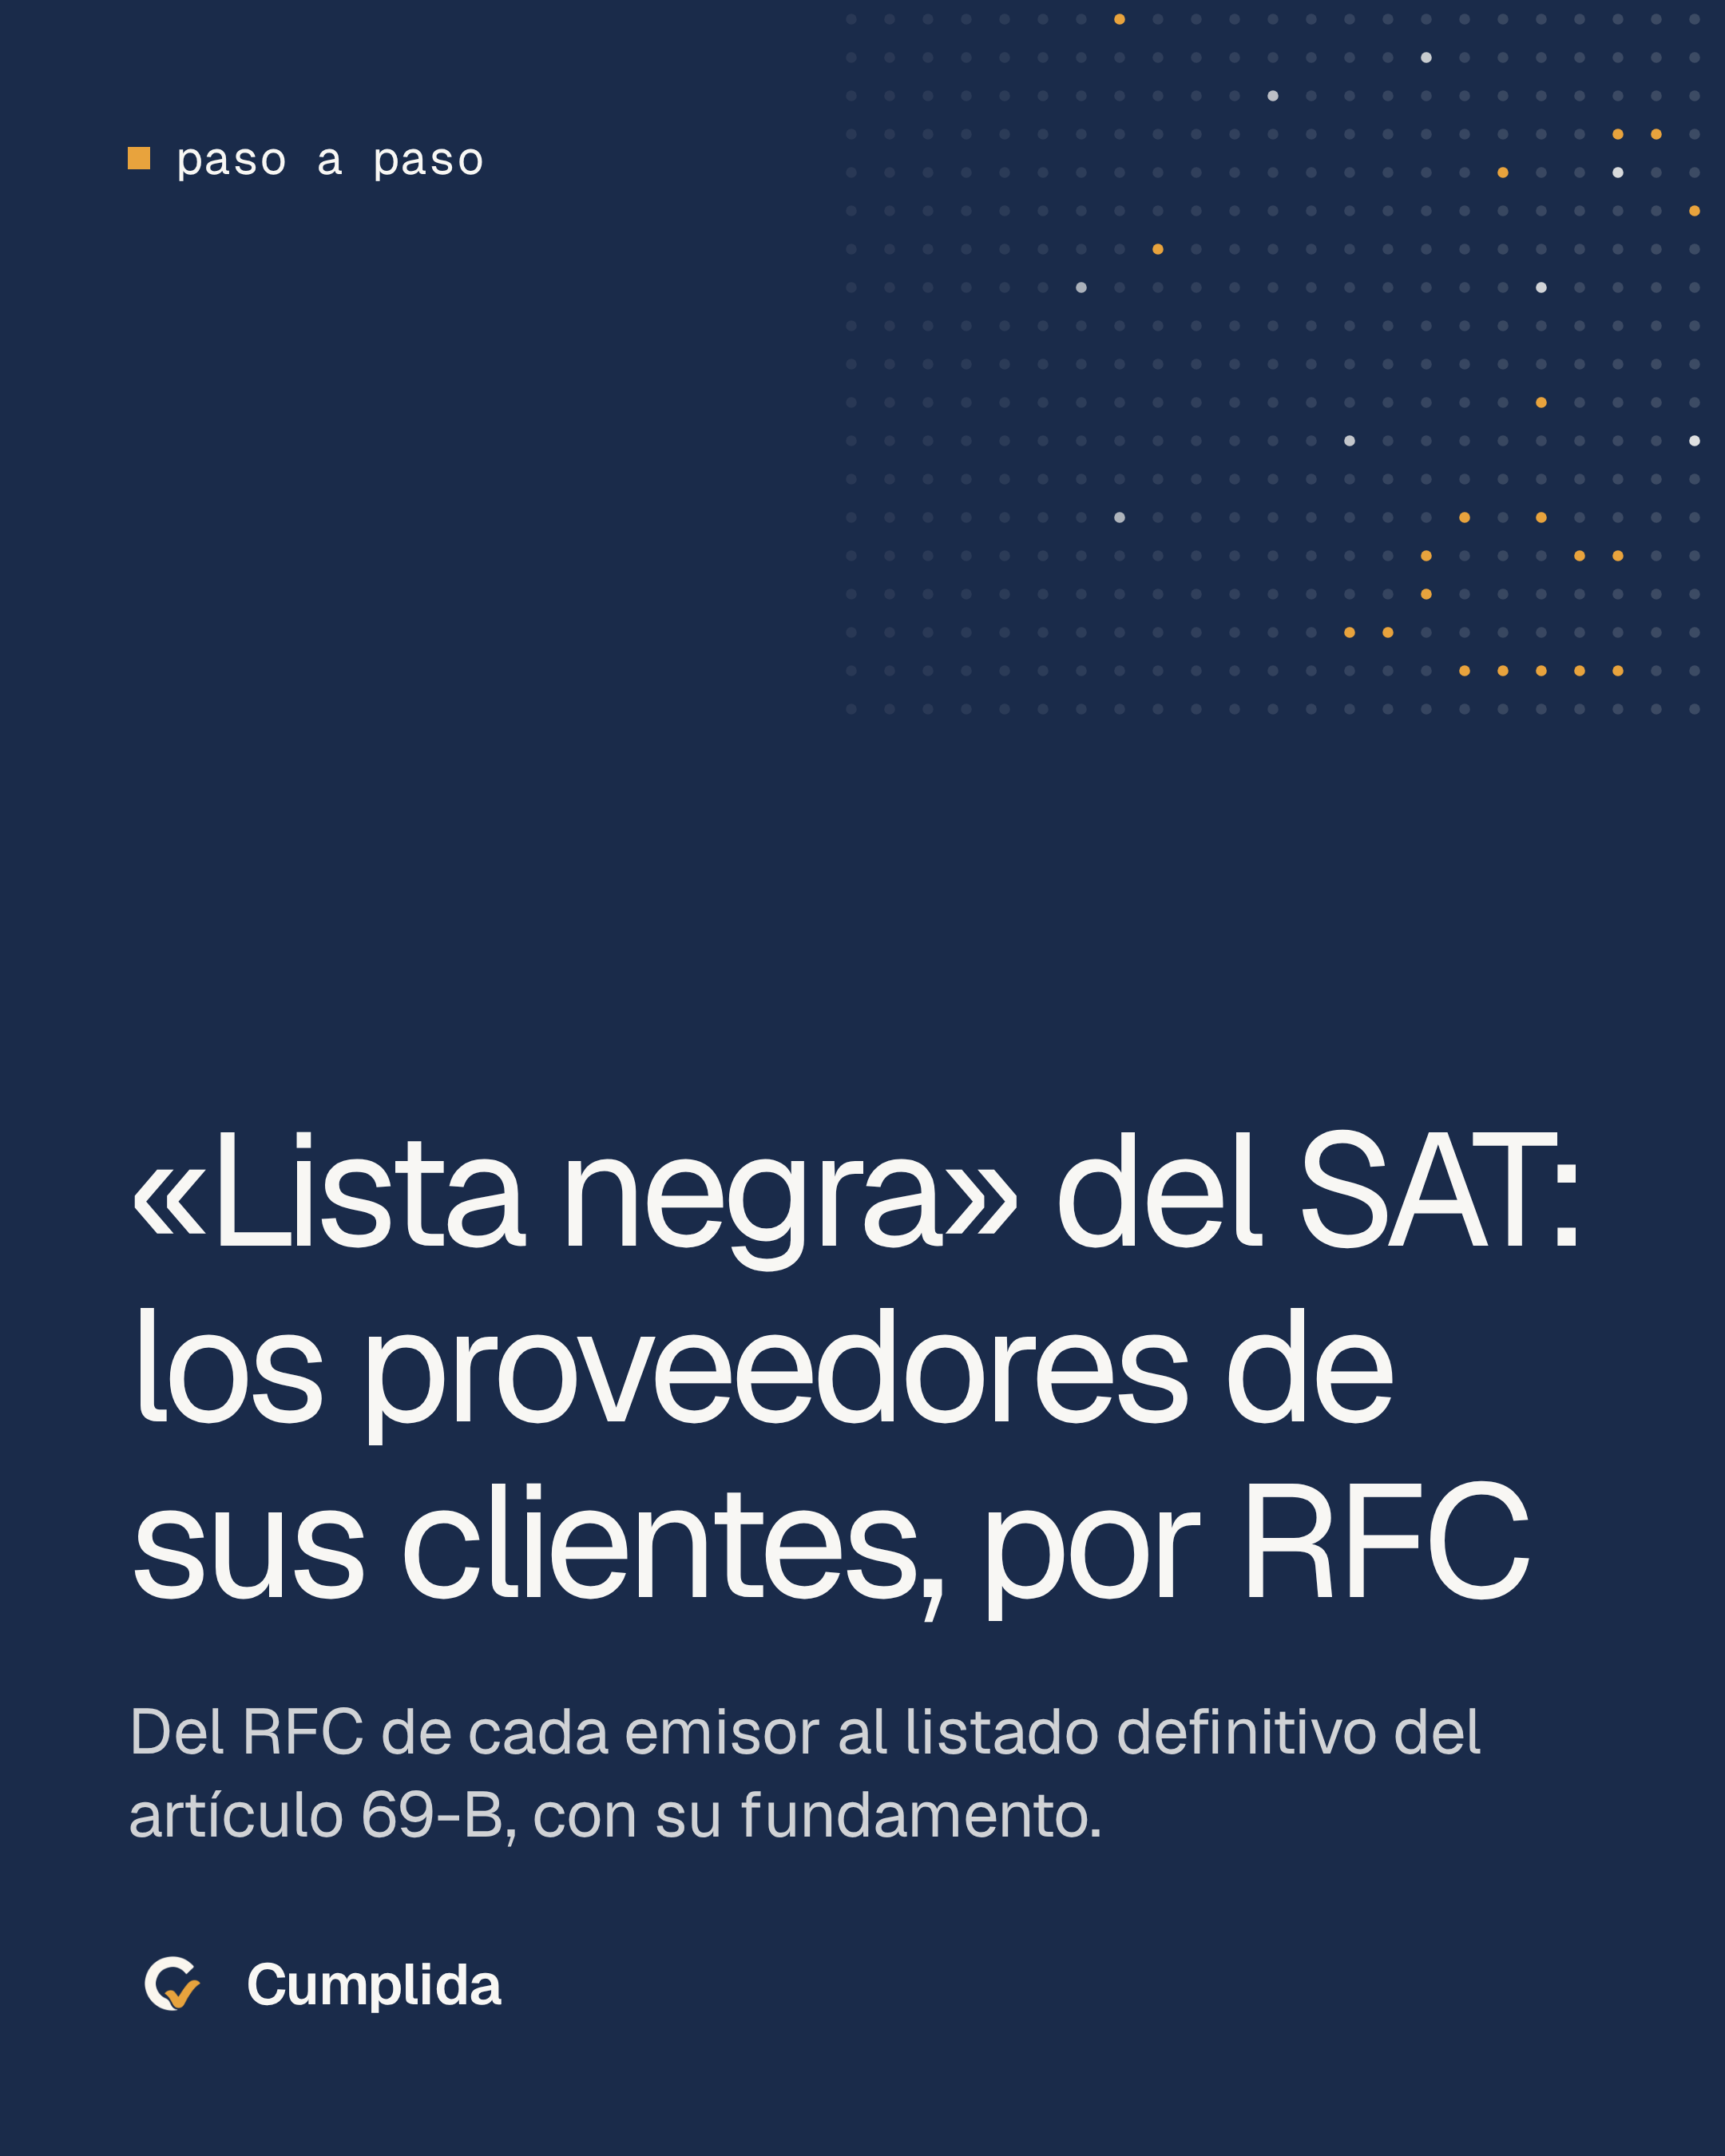 paso a paso
«Lista negra» del SAT:
los proveedores de
sus clientes, por RFC
Del RFC de cada emisor al listado definitivo del
artículo 69-B, con su fundamento.
Cumplida